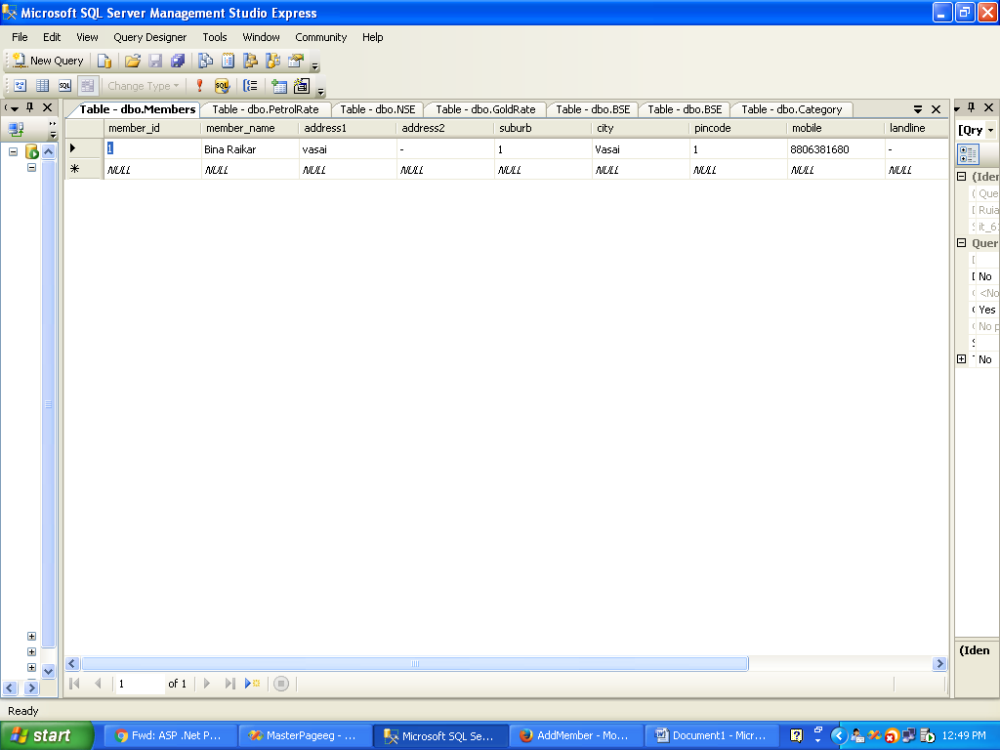 Microsoft SQL Server Management Studio Express
File Edit View Query Designer Tools Window Community Help
New Query
Change Type
Table - dbo.Members Table - dbo.PetrolRate Table - dbo.NSE Table - dbo.GoldRate Table - dbo.BSE Table - dbo.BSE Table - dbo.Category
member_id member_name address1 address2 suburb city pincode mobile landline
1 Bina Raikar vasai - 1 Vasai 1 8806381680 -
NULL NULL NULL NULL NULL NULL NULL NULL NULL
[Qry
(Iden
(Que
Ruia
it_6
Quer
No
<No
Yes
No p
No
(Iden
1 of 1
Ready
start Fwd: ASP .Net P... MasterPageeg - ... Microsoft SQL Se... AddMember - Mo... Document1 - Micr... 12:49 PM